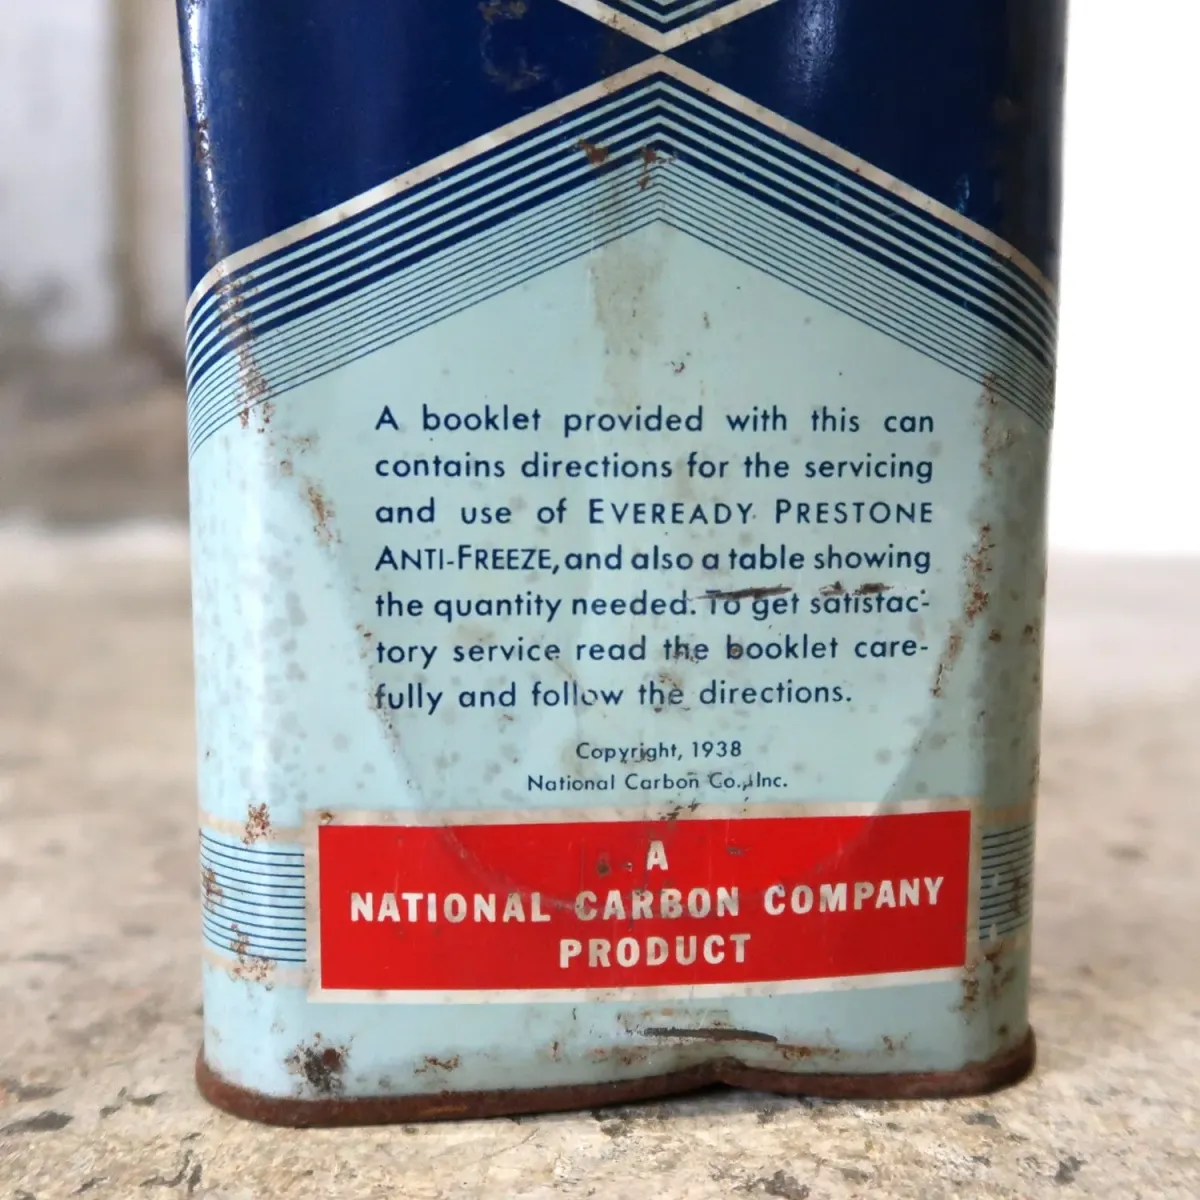 A booklet provided with this can
contains directions for the servicing
and use of EVEREADY PRESTONE
ANTI-FREEZE, and also a table showing
the quantity needed. To get satisfac-
tory service read the booklet care-
fully and follow the directions.
Copyright, 1938
National Carbon Co., Inc.
A
NATIONAL CARBON COMPANY
PRODUCT